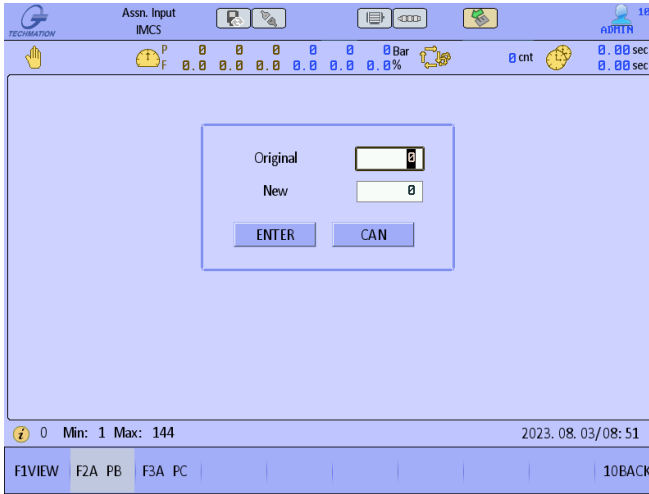 TECHMATION
Assn. Input
IMCS
10
ADMIN
P 0 0 0 0 0 0 Bar
F 0.0 0.0 0.0 0.0 0.0 0.0%
0 cnt
0.00 sec
0.00 sec
Original 0
New 0
ENTER CAN
i 0 Min: 1 Max: 144 2023. 08. 03/08: 51
F1VIEW F2A PB F3A PC 10BACK